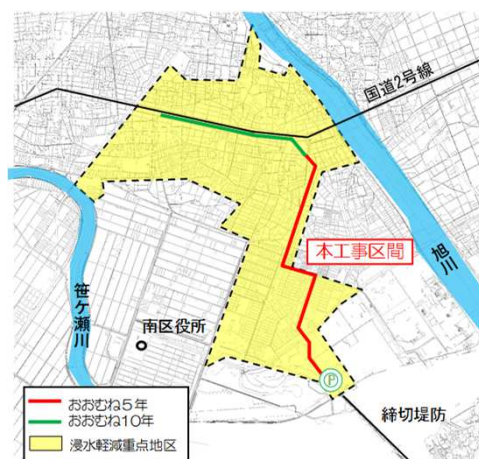 国道2号線
本工事区間
旭川
笹ヶ瀬川
南区役所
P
締切堤防
おおむね5年
おおむね10年
浸水軽減重点地区